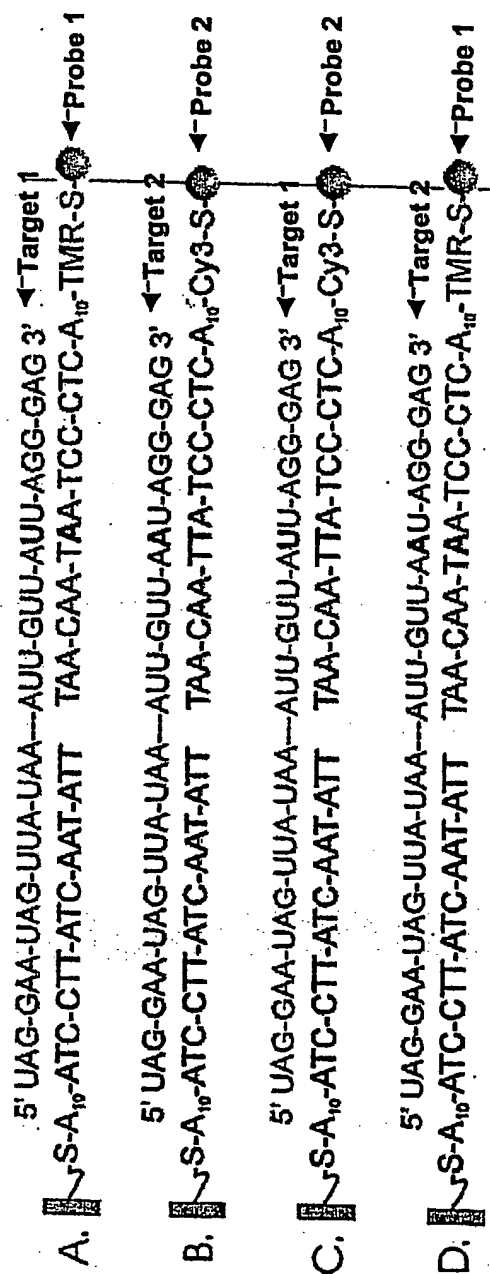 5' UAG-GAA-UAG-UUA-UAA---AUU-GUU-AUU-AGG-GAG 3' Target 1
A. S-A10-ATC-CTT-ATC-AAT-ATT TAA-CAA-TAA-TCC-CTC-A10-TMR-S Probe 1
5' UAG-GAA-UAG-UUA-UAA---AUU-GUU-AAU-AGG-GAG 3' Target 2
B. S-A10-ATC-CTT-ATC-AAT-ATT TAA-CAA-TTA-TCC-CTC-A10-Cy3-S Probe 2
5' UAG-GAA-UAG-UUA-UAA---AUU-GUU-AUU-AGG-GAG 3' Target 1
C. S-A10-ATC-CTT-ATC-AAT-ATT TAA-CAA-TTA-TCC-CTC-A10-Cy3-S Probe 2
5' UAG-GAA-UAG-UUA-UAA---AUU-GUU-AAU-AGG-GAG 3' Target 2
D. S-A10-ATC-CTT-ATC-AAT-ATT TAA-CAA-TAA-TCC-CTC-A10-TMR-S Probe 1